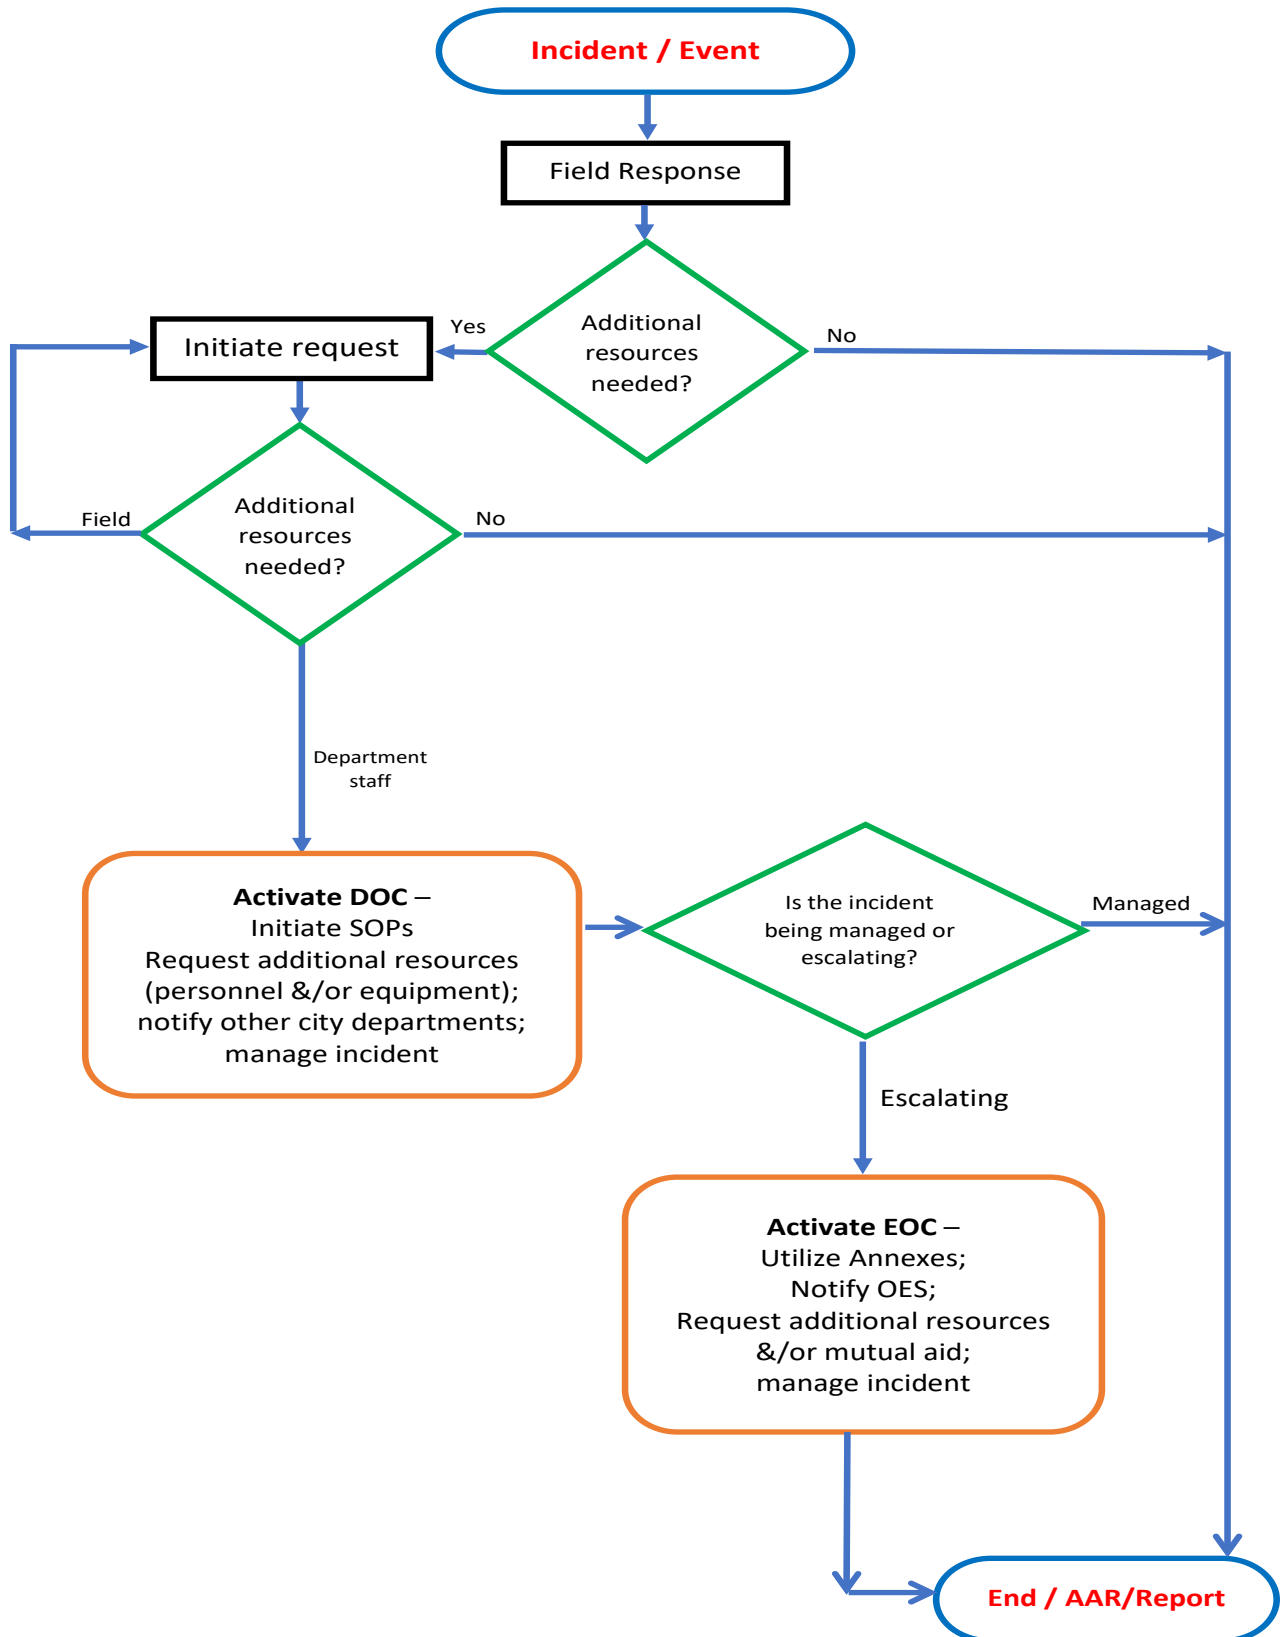 Incident / Event
Field Response
Additional
resources
needed?
Yes
No
Initiate request
Additional
resources
needed?
Field
No
Department
staff
Activate DOC –
Initiate SOPs
Request additional resources
(personnel &/or equipment);
notify other city departments;
manage incident
Is the incident
being managed or
escalating?
Managed
Escalating
Activate EOC –
Utilize Annexes;
Notify OES;
Request additional resources
&/or mutual aid;
manage incident
End / AAR/Report